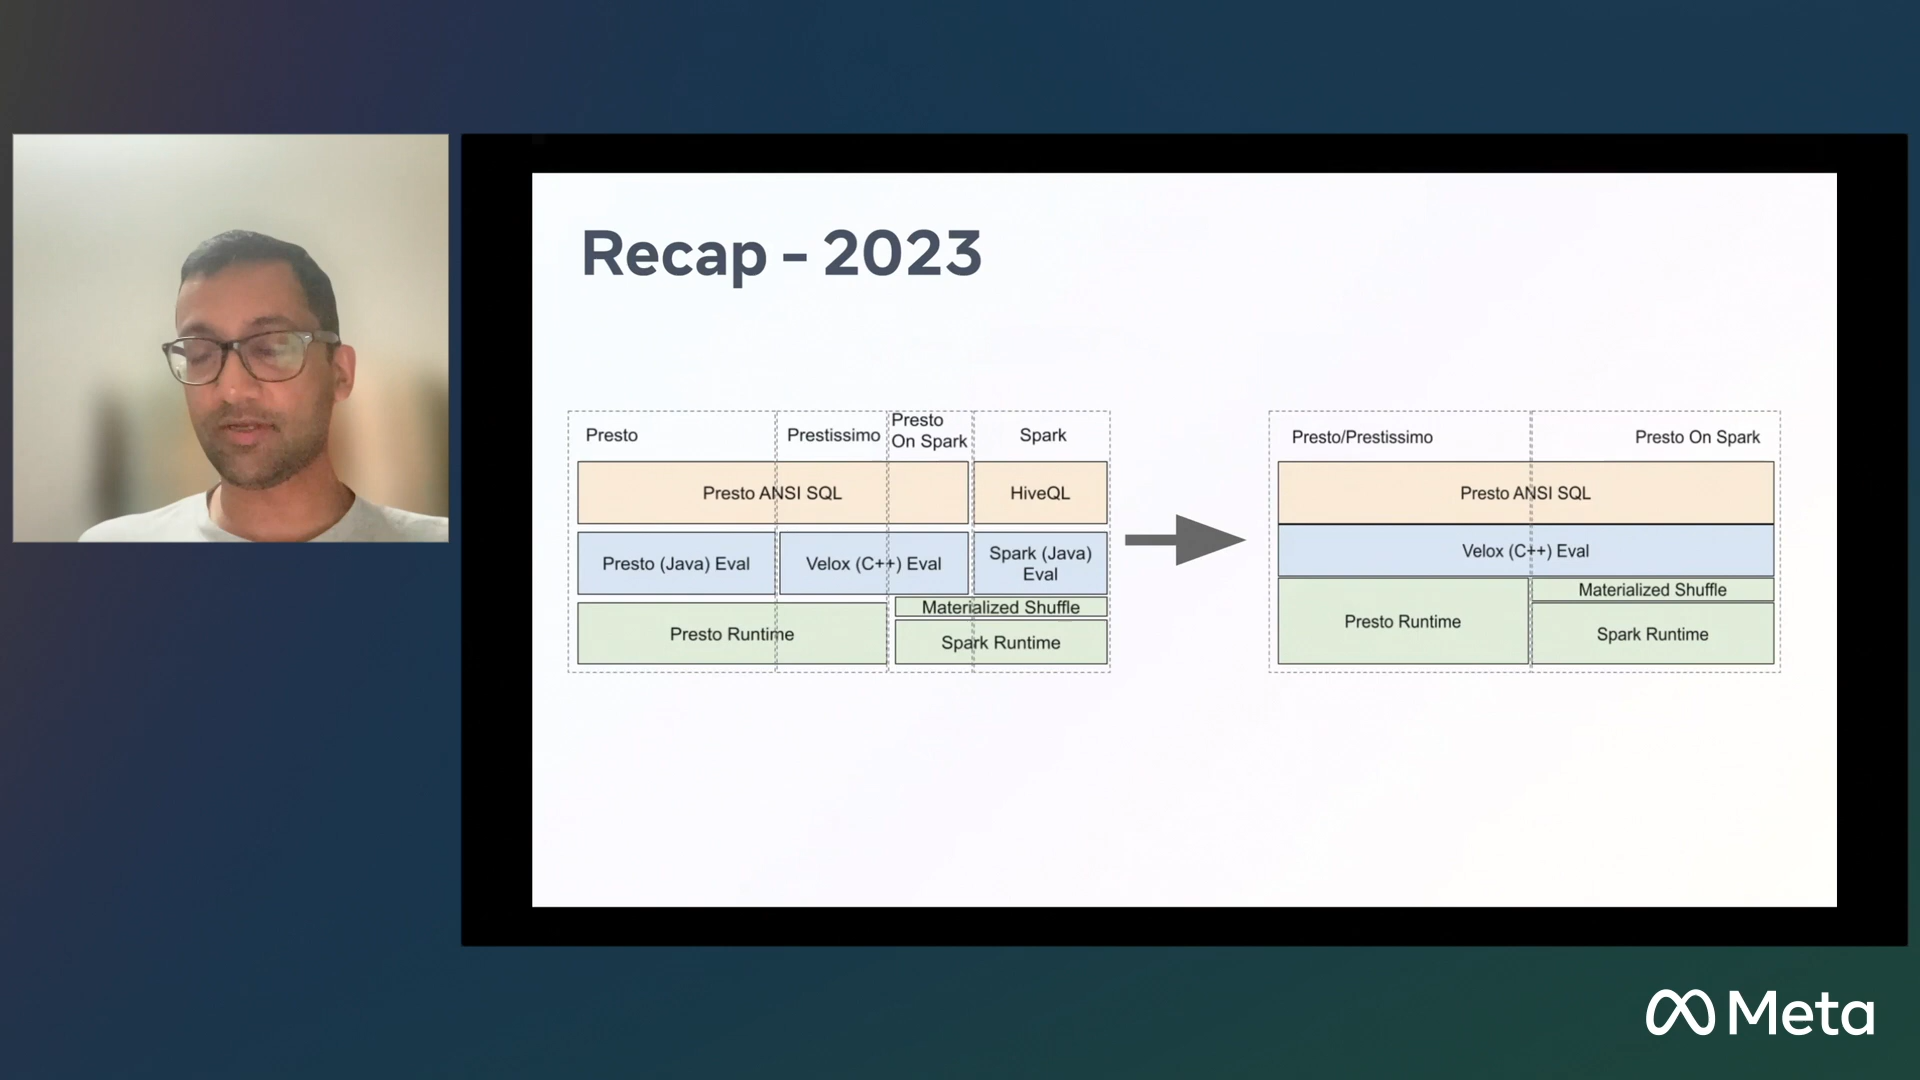 Recap - 2023
Presto
Prestissimo
Presto
On Spark
Spark
Presto ANSI SQL
HiveQL
Presto (Java) Eval
Velox (C++) Eval
Spark (Java)
Eval
Materialized Shuffle
Presto Runtime
Spark Runtime
Presto/Prestissimo
Presto On Spark
Presto ANSI SQL
Velox (C++) Eval
Materialized Shuffle
Presto Runtime
Spark Runtime
Meta